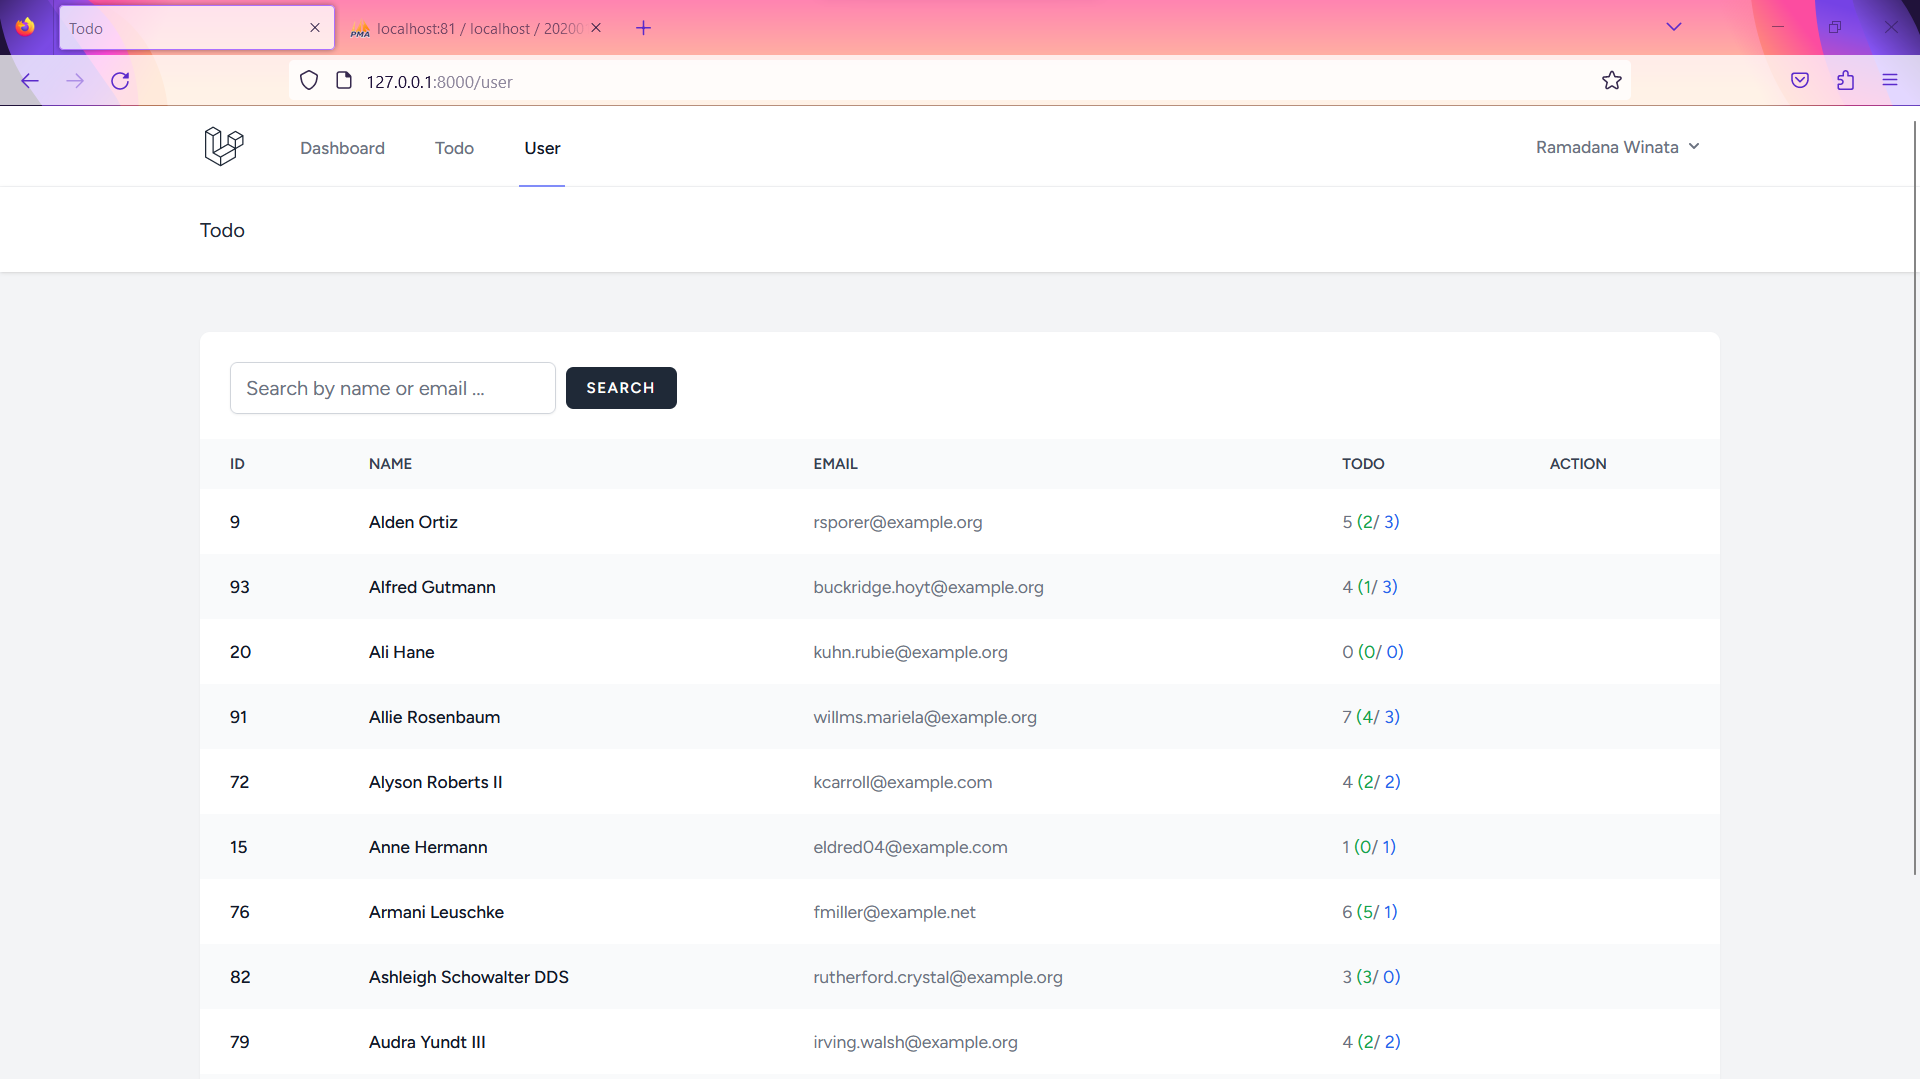 Todo
PMA localhost:81 / localhost / 20200
127.0.0.1:8000/user
Dashboard Todo User Ramadana Winata
Todo
Search by name or email ... SEARCH
ID NAME EMAIL TODO ACTION
9 Alden Ortiz rsporer@example.org 5 (2/ 3)
93 Alfred Gutmann buckridge.hoyt@example.org 4 (1/ 3)
20 Ali Hane kuhn.rubie@example.org 0 (0/ 0)
91 Allie Rosenbaum willms.mariela@example.org 7 (4/ 3)
72 Alyson Roberts II kcarroll@example.com 4 (2/ 2)
15 Anne Hermann eldred04@example.com 1 (0/ 1)
76 Armani Leuschke fmiller@example.net 6 (5/ 1)
82 Ashleigh Schowalter DDS rutherford.crystal@example.org 3 (3/ 0)
79 Audra Yundt III irving.walsh@example.org 4 (2/ 2)